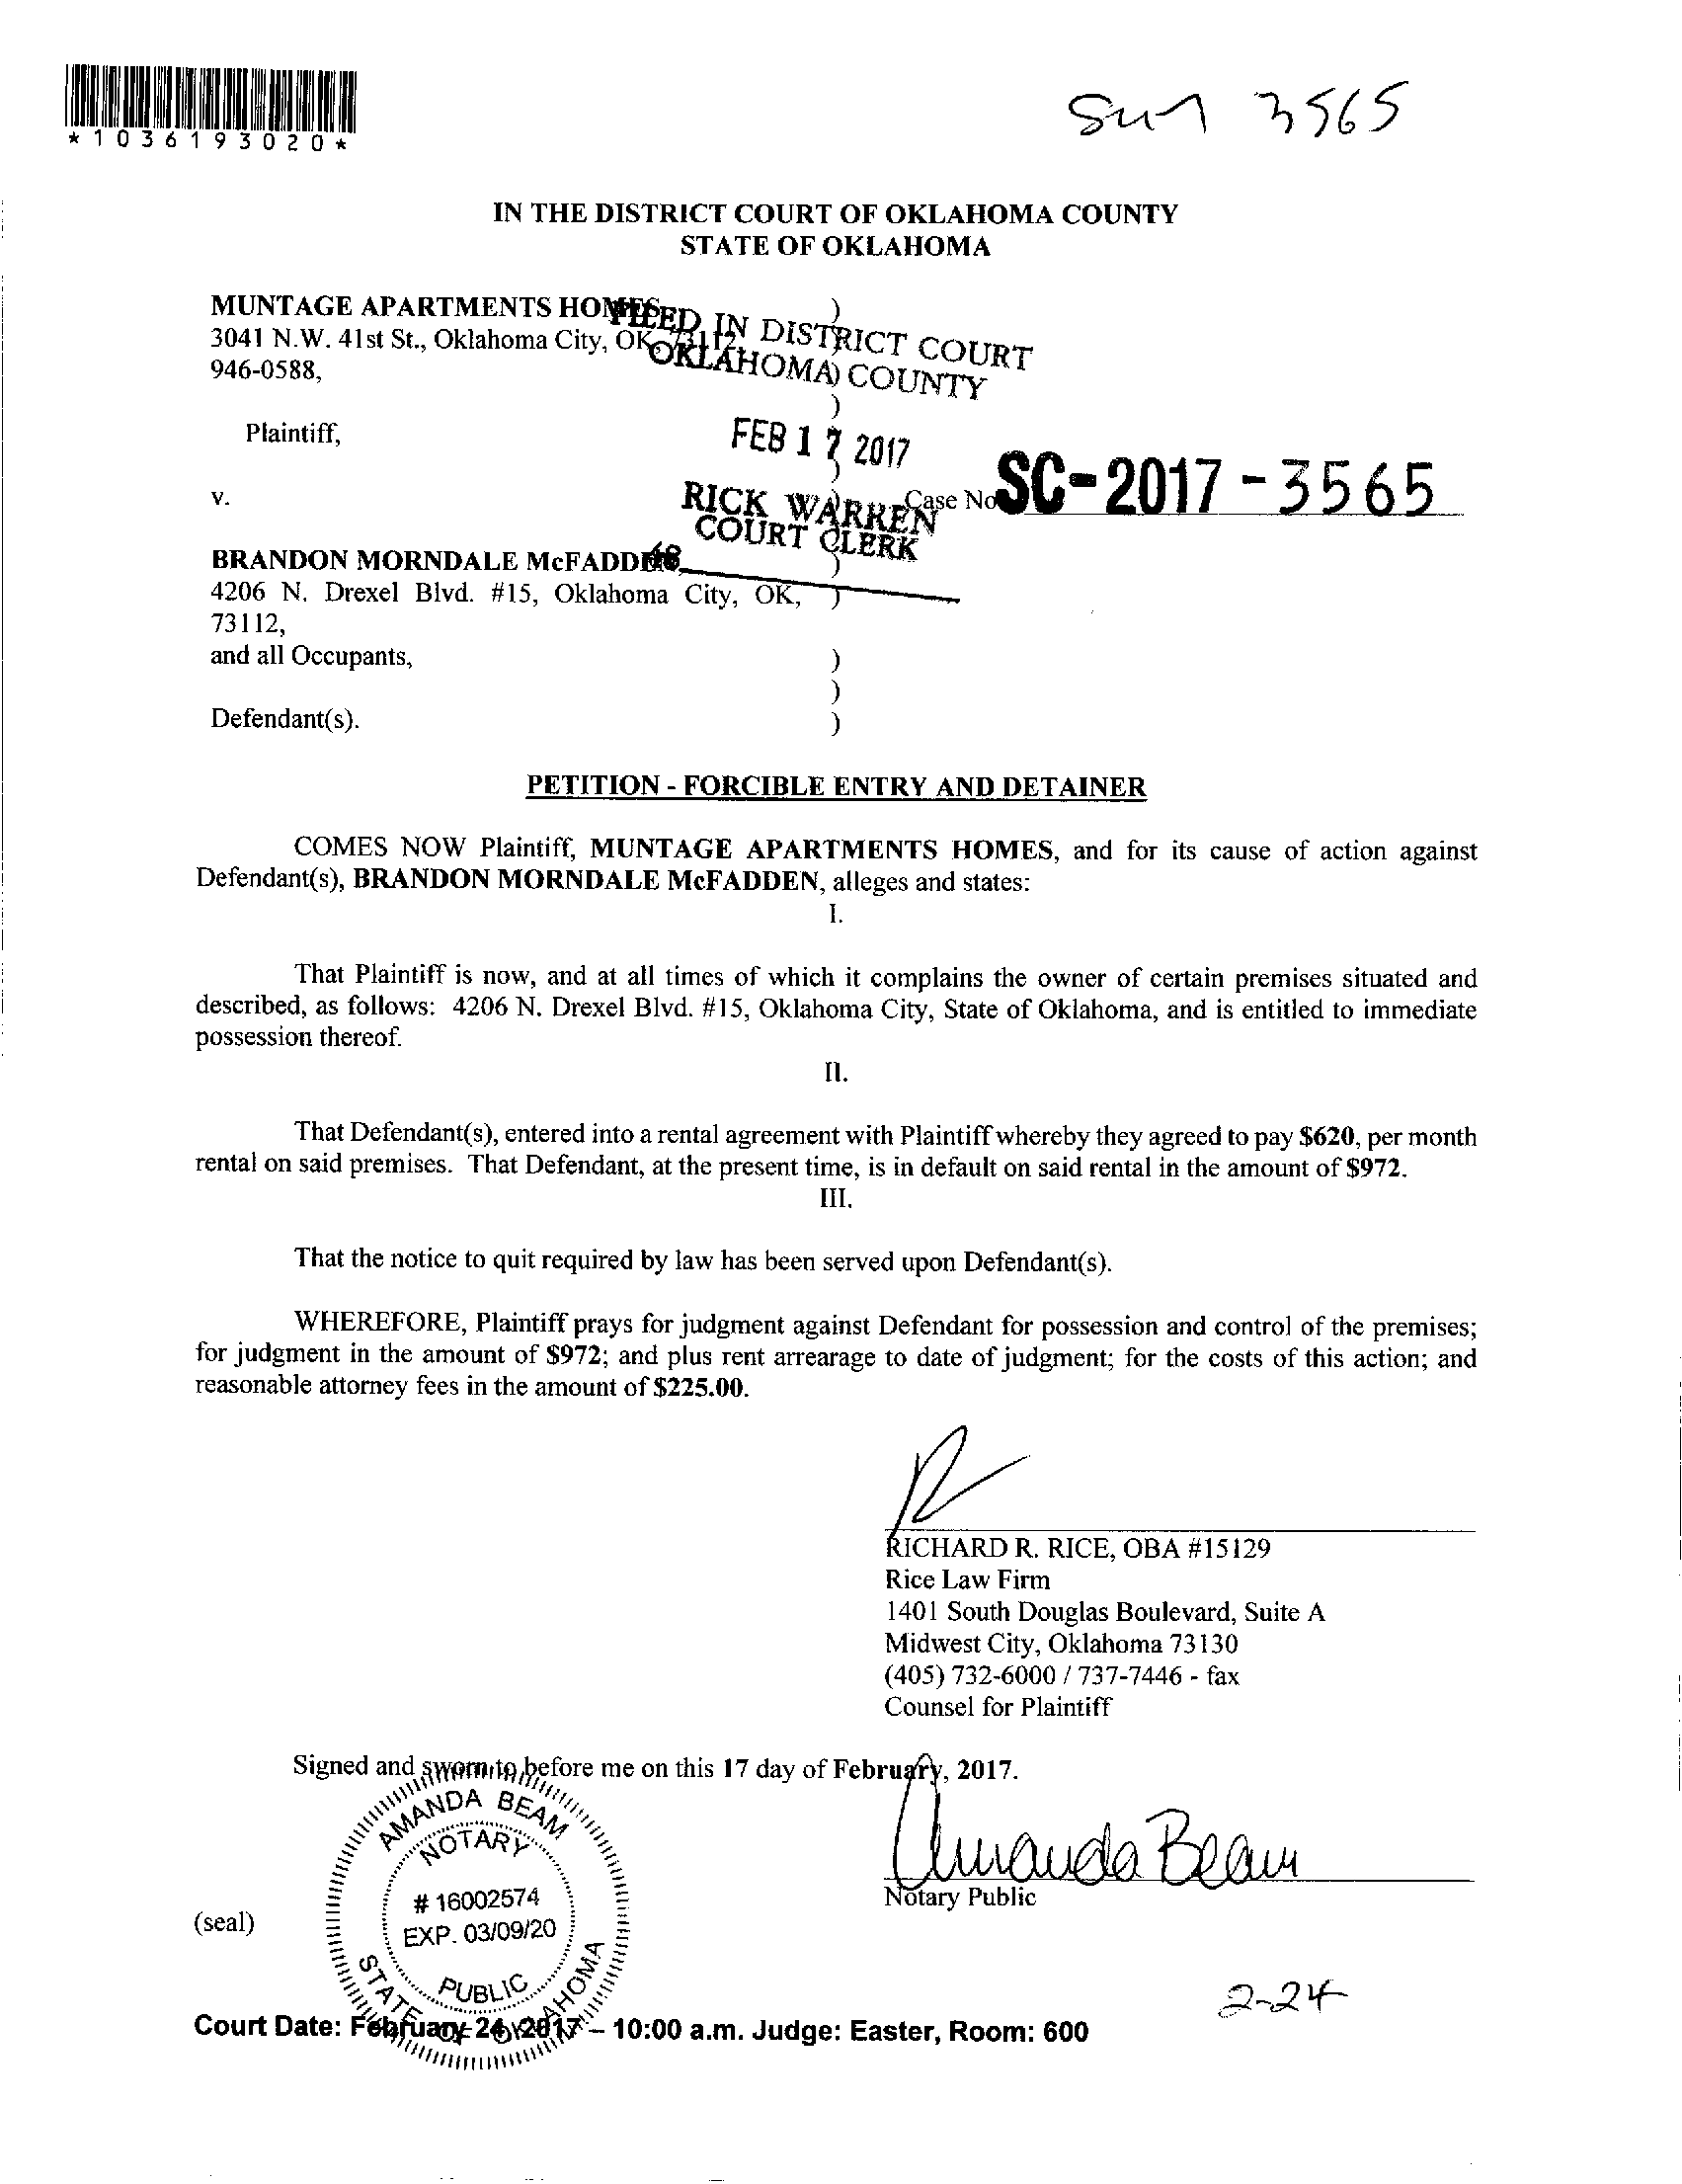 *1036193020*
3565
IN THE DISTRICT COURT OF OKLAHOMA COUNTY
STATE OF OKLAHOMA
MUNTAGE APARTMENTS HOMES, )
3041 N.W. 41st St., Oklahoma City, OK, 73112
946-0588, )
)
Plaintiff,
FILED IN DISTRICT COURT
OKLAHOMA COUNTY
FEB 17 2017
RICK WARREN
COURT CLERK
48
v. Case No SC-2017-3565
BRANDON MORNDALE McFADDEN,
4206 N. Drexel Blvd. #15, Oklahoma City, OK, )
73112,
and all Occupants, )
)
Defendant(s). )
PETITION - FORCIBLE ENTRY AND DETAINER
COMES NOW Plaintiff, MUNTAGE APARTMENTS HOMES, and for its cause of action against
Defendant(s), BRANDON MORNDALE McFADDEN, alleges and states:
I.
That Plaintiff is now, and at all times of which it complains the owner of certain premises situated and
described, as follows: 4206 N. Drexel Blvd. #15, Oklahoma City, State of Oklahoma, and is entitled to immediate
possession thereof.
II.
That Defendant(s), entered into a rental agreement with Plaintiff whereby they agreed to pay $620, per month
rental on said premises. That Defendant, at the present time, is in default on said rental in the amount of $972.
III.
That the notice to quit required by law has been served upon Defendant(s).
WHEREFORE, Plaintiff prays for judgment against Defendant for possession and control of the premises;
for judgment in the amount of $972; and plus rent arrearage to date of judgment; for the costs of this action; and
reasonable attorney fees in the amount of $225.00.
RICHARD R. RICE, OBA #15129
Rice Law Firm
1401 South Douglas Boulevard, Suite A
Midwest City, Oklahoma 73130
(405) 732-6000 / 737-7446 - fax
Counsel for Plaintiff
Signed and sworn to before me on this 17 day of February, 2017.
Amanda Beam
Notary Public
(seal)
AMANDA BEAM
NOTARY
# 16002574
EXP. 03/09/20
PUBLIC
STATE OF OKLAHOMA
2-24
Court Date: February 24, 2017 – 10:00 a.m. Judge: Easter, Room: 600